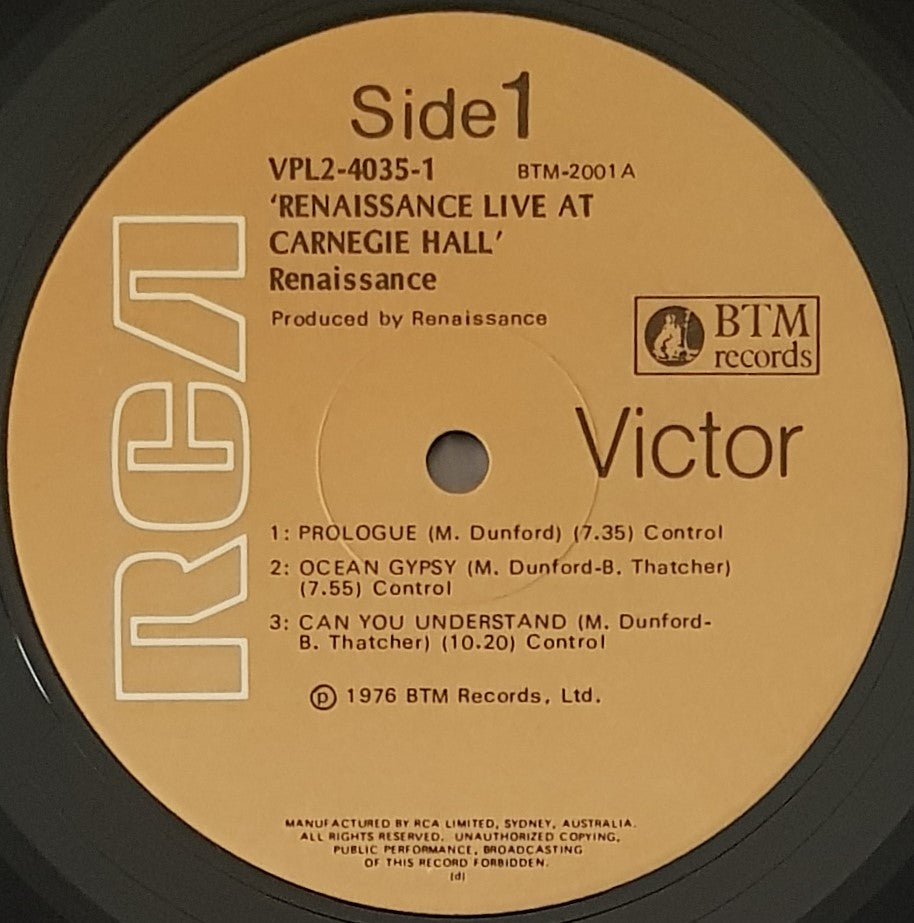 Side 1
VPL2-4035-1 BTM-2001A
'RENAISSANCE LIVE AT
CARNEGIE HALL'
Renaissance
Produced by Renaissance
BTM
records
RCA
Victor
1: PROLOGUE (M. Dunford) (7.35) Control
2: OCEAN GYPSY (M. Dunford-B. Thatcher)
(7.55) Control
3: CAN YOU UNDERSTAND (M. Dunford-
B. Thatcher) (10.20) Control
Ⓟ 1976 BTM Records, Ltd.
MANUFACTURED BY RCA LIMITED, SYDNEY, AUSTRALIA.
ALL RIGHTS RESERVED. UNAUTHORIZED COPYING,
PUBLIC PERFORMANCE, BROADCASTING
OF THIS RECORD FORBIDDEN.
(d)